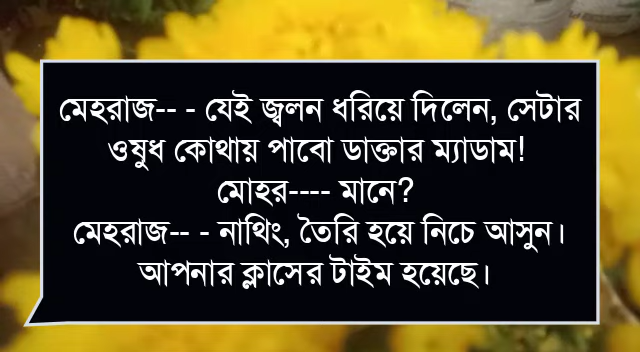 মেহরাজ-- - যেই জ্বলন ধরিয়ে দিলেন, সেটার
ওষুধ কোথায় পাবো ডাক্তার ম্যাডাম!
মোহর---- মানে?
মেহরাজ-- - নাথিং, তৈরি হয়ে নিচে আসুন।
আপনার ক্লাসের টাইম হয়েছে।